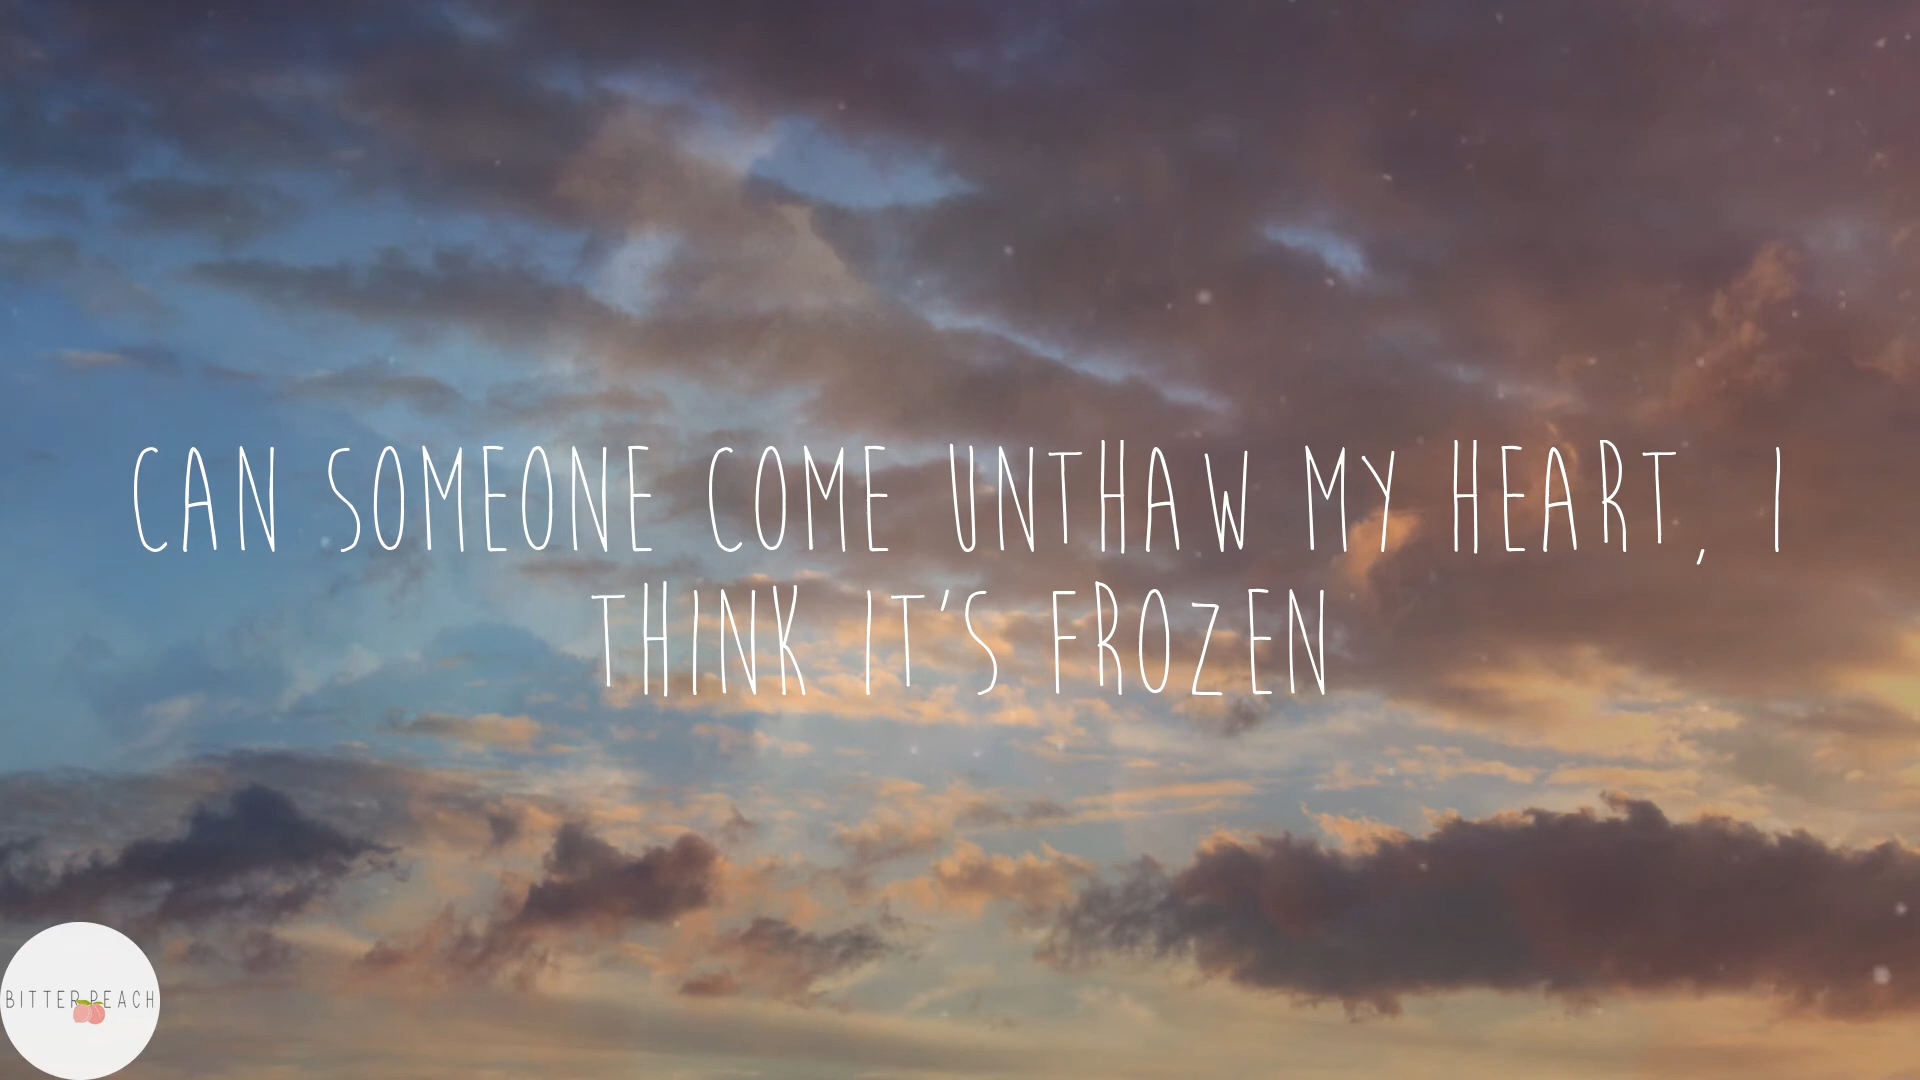 CAN SOMEONE COME UNTHAW MY HEART, I
THINK IT'S FROZEN
BITTER PEACH